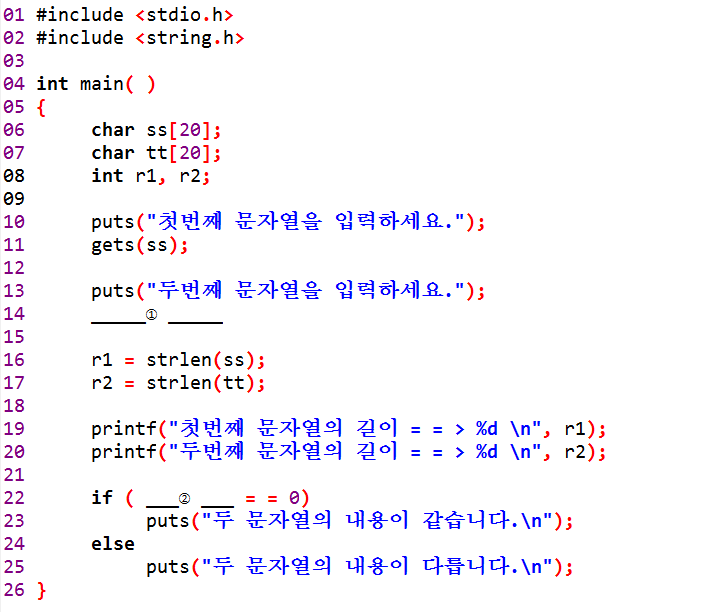 01 #include <stdio.h>
02 #include <string.h>
03
04 int main( )
05 {
06 char ss[20];
07 char tt[20];
08 int r1, r2;
09
10 puts("첫번째 문자열을 입력하세요.");
11 gets(ss);
12
13 puts("두번째 문자열을 입력하세요.");
14 _____① _____
15
16 r1 = strlen(ss);
17 r2 = strlen(tt);
18
19 printf("첫번째 문자열의 길이 = = > %d \n", r1);
20 printf("두번째 문자열의 길이 = = > %d \n", r2);
21
22 if ( ___② ___ = = 0)
23 puts("두 문자열의 내용이 같습니다.\n");
24 else
25 puts("두 문자열의 내용이 다릅니다.\n");
26 }